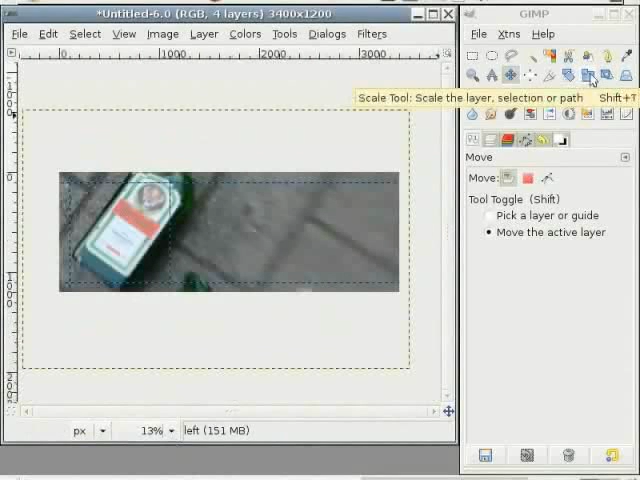 *Untitled-6.0 (RGB, 4 layers) 3400x1200
File Edit Select View Image Layer Colors Tools Dialogs Filters
0 1000 2000 3000
px 13% left (151 MB)
GIMP
File Xtns Help
Scale Tool: Scale the layer, selection or path Shift+T
Move
Move:
Tool Toggle (Shift)
Pick a layer or guide
Move the active layer